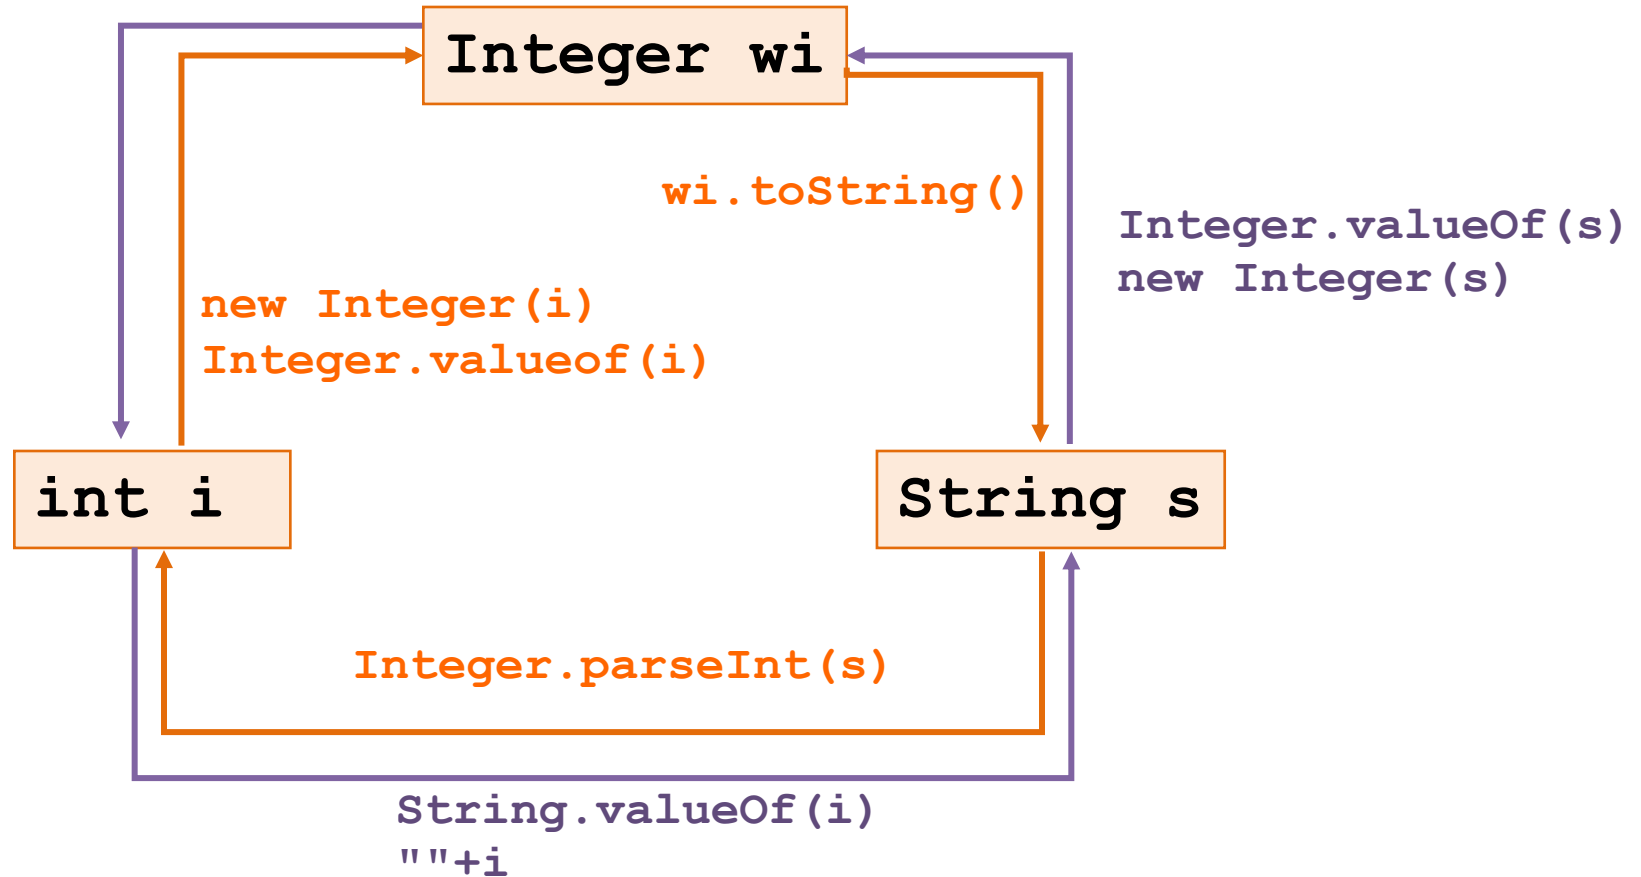 Integer wi
wi.toString()
Integer.valueOf(s)
new Integer(s)
new Integer(i)
Integer.valueof(i)
int i
String s
Integer.parseInt(s)
String.valueOf(i)
""+i